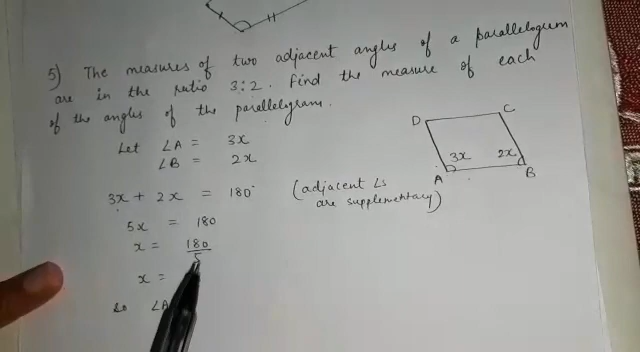 5) The measures of two adjacent angles of a parallelogram
are in the ratio 3:2. Find the measure of each
of the angles of the parallelogram.
Let ∠A = 3x
∠B = 2x
3x + 2x = 180° (adjacent ∠s
are supplementary)
5x = 180
x = 180/5
x =
so ∠A
D C
3x 2x
A B